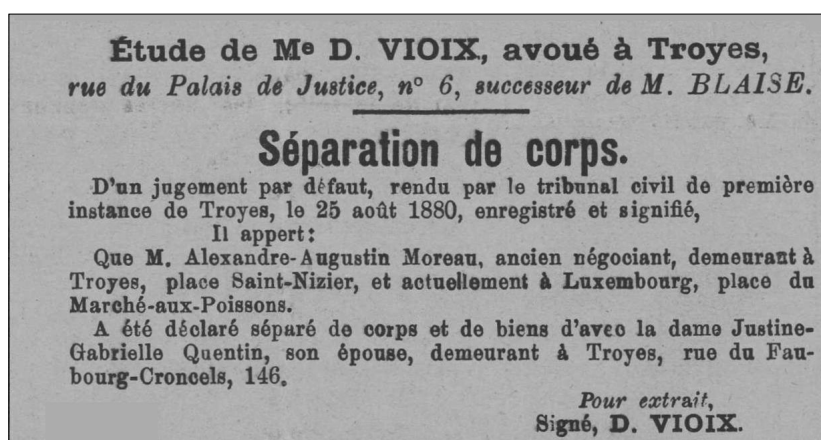 Étude de Me D. VIOIX, avoué à Troyes,
rue du Palais de Justice, no 6, successeur de M. BLAISE.
Séparation de corps.
D'un jugement par défaut, rendu par le tribunal civil de première
instance de Troyes, le 25 août 1880, enregistré et signifié,
Il appert:
Que M. Alexandre-Augustin Moreau, ancien négociant, demeurant à
Troyes, place Saint-Nizier, et actuellement à Luxembourg, place du
Marché-aux-Poissons.
A été déclaré séparé de corps et de biens d'avec la dame Justine-
Gabrielle Quentin, son épouse, demeurant à Troyes, rue du Fau-
bourg-Croncels, 146.
Pour extrait,
Signé, D. VIOIX.